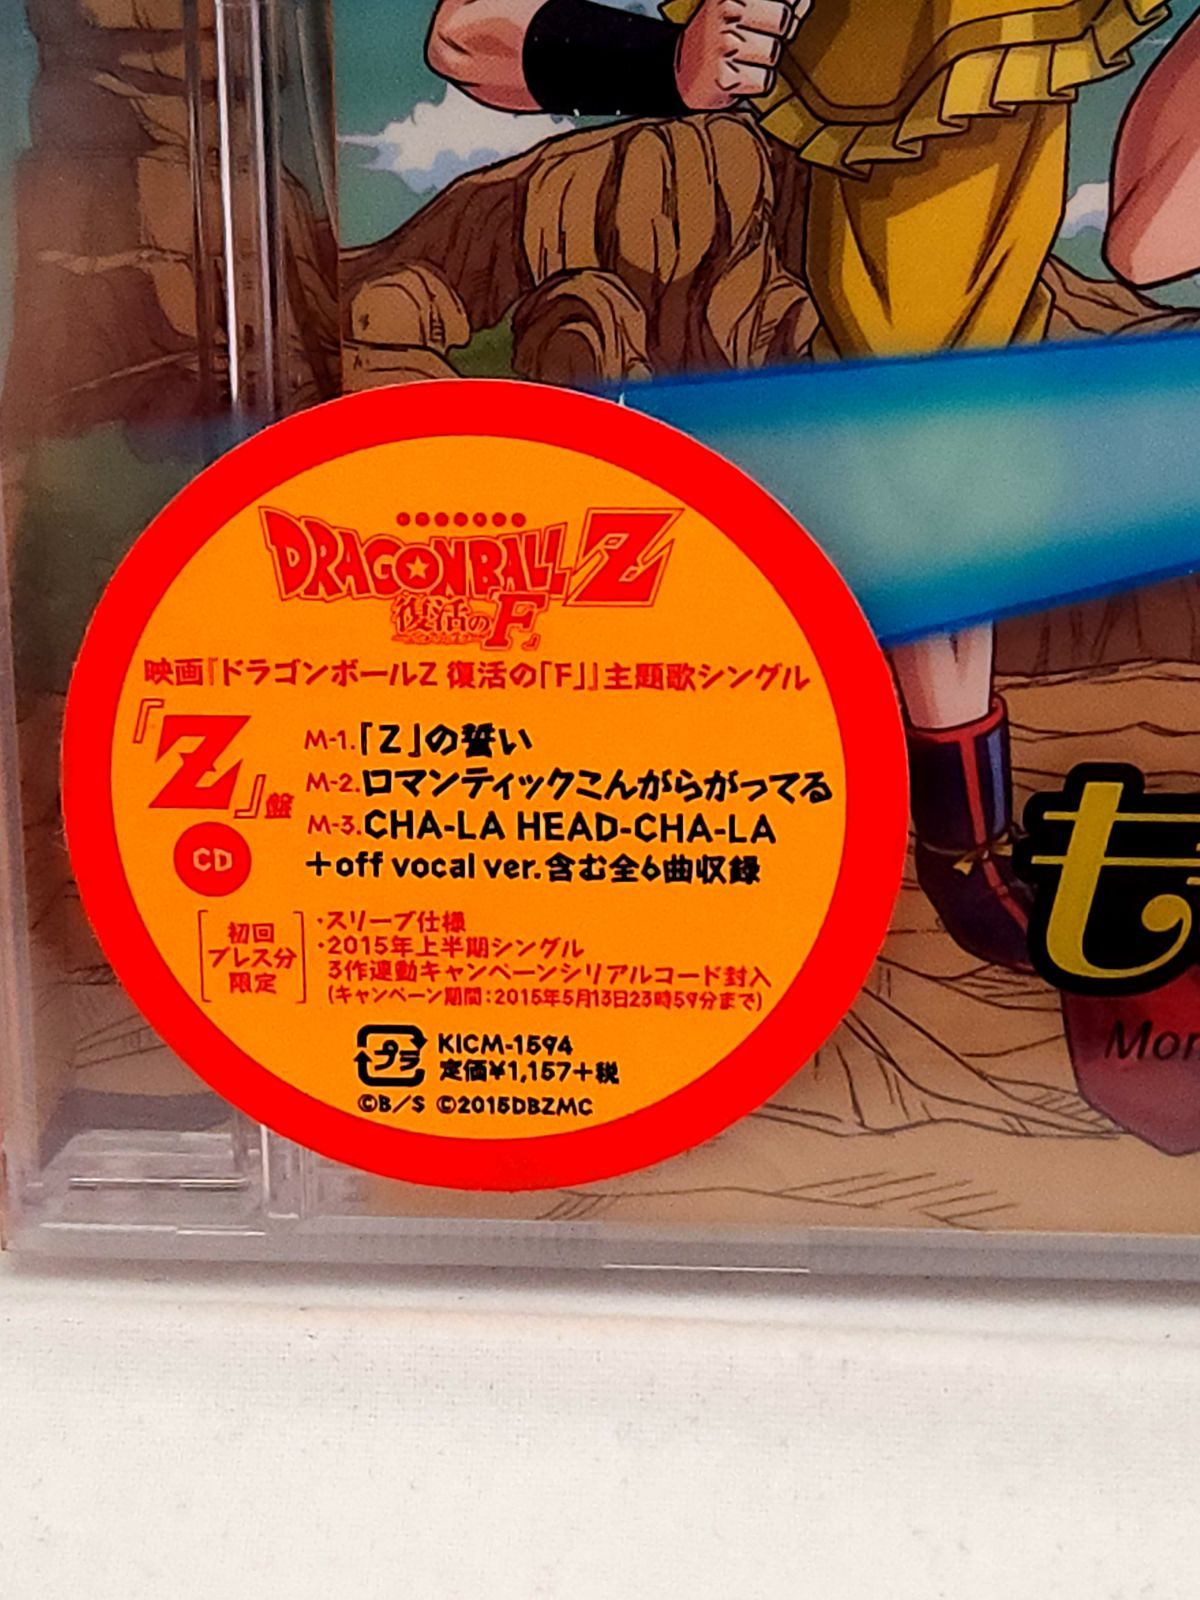 DRAGONBALL Z
復活の「F」
映画『ドラゴンボールZ 復活の「F」』主題歌シングル
『Z』盤
CD
M-1.「Z」の誓い
M-2.ロマンティックこんがらがってる
M-3.CHA-LA HEAD-CHA-LA
+off vocal ver.含む全6曲収録
初回
プレス分
限定
・スリーブ仕様
・2015年上半期シングル
3作連動キャンペーンシリアルコード封入
(キャンペーン期間:2015年5月13日23時59分まで)
プラ
KICM-1594
定価¥1,157+税
©B/S ©2015DBZMC
も
Mor